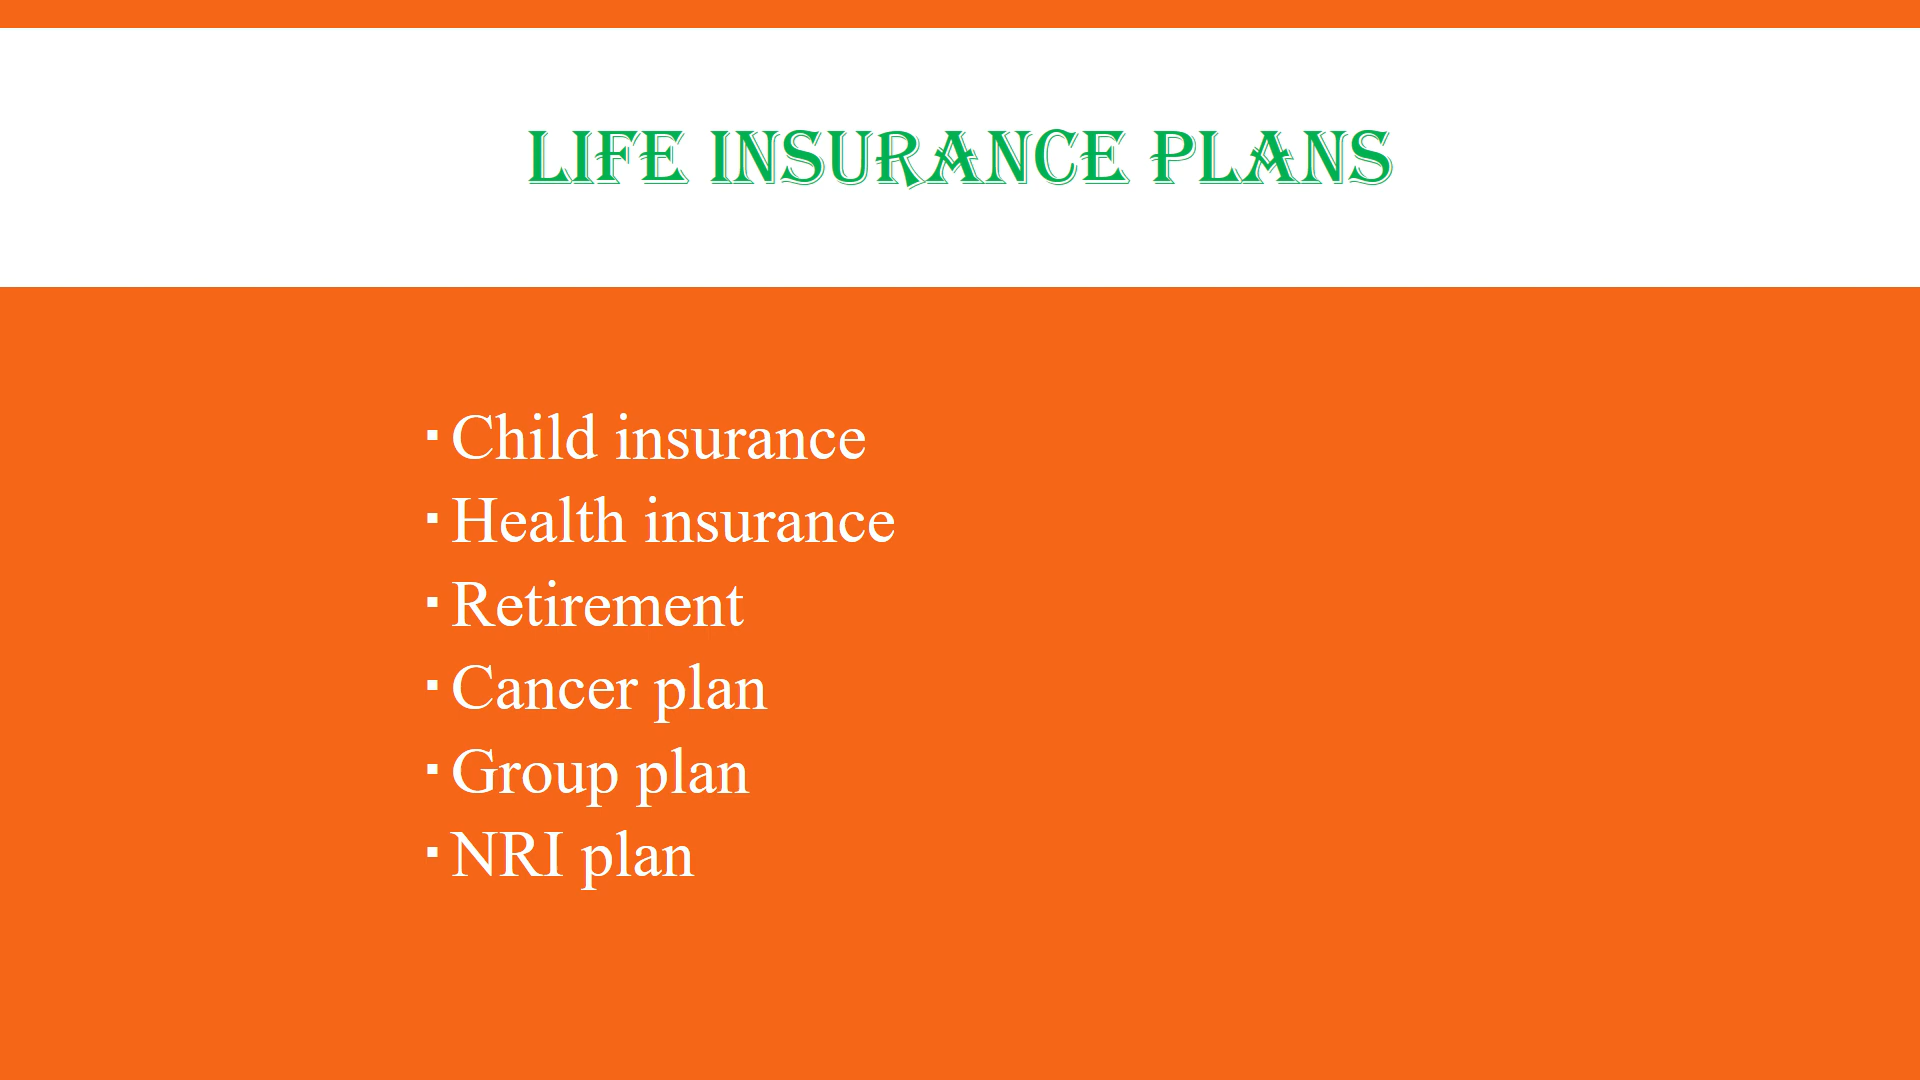 LIFE INSURANCE PLANS
▪ Child insurance
▪ Health insurance
▪ Retirement
▪ Cancer plan
▪ Group plan
▪ NRI plan